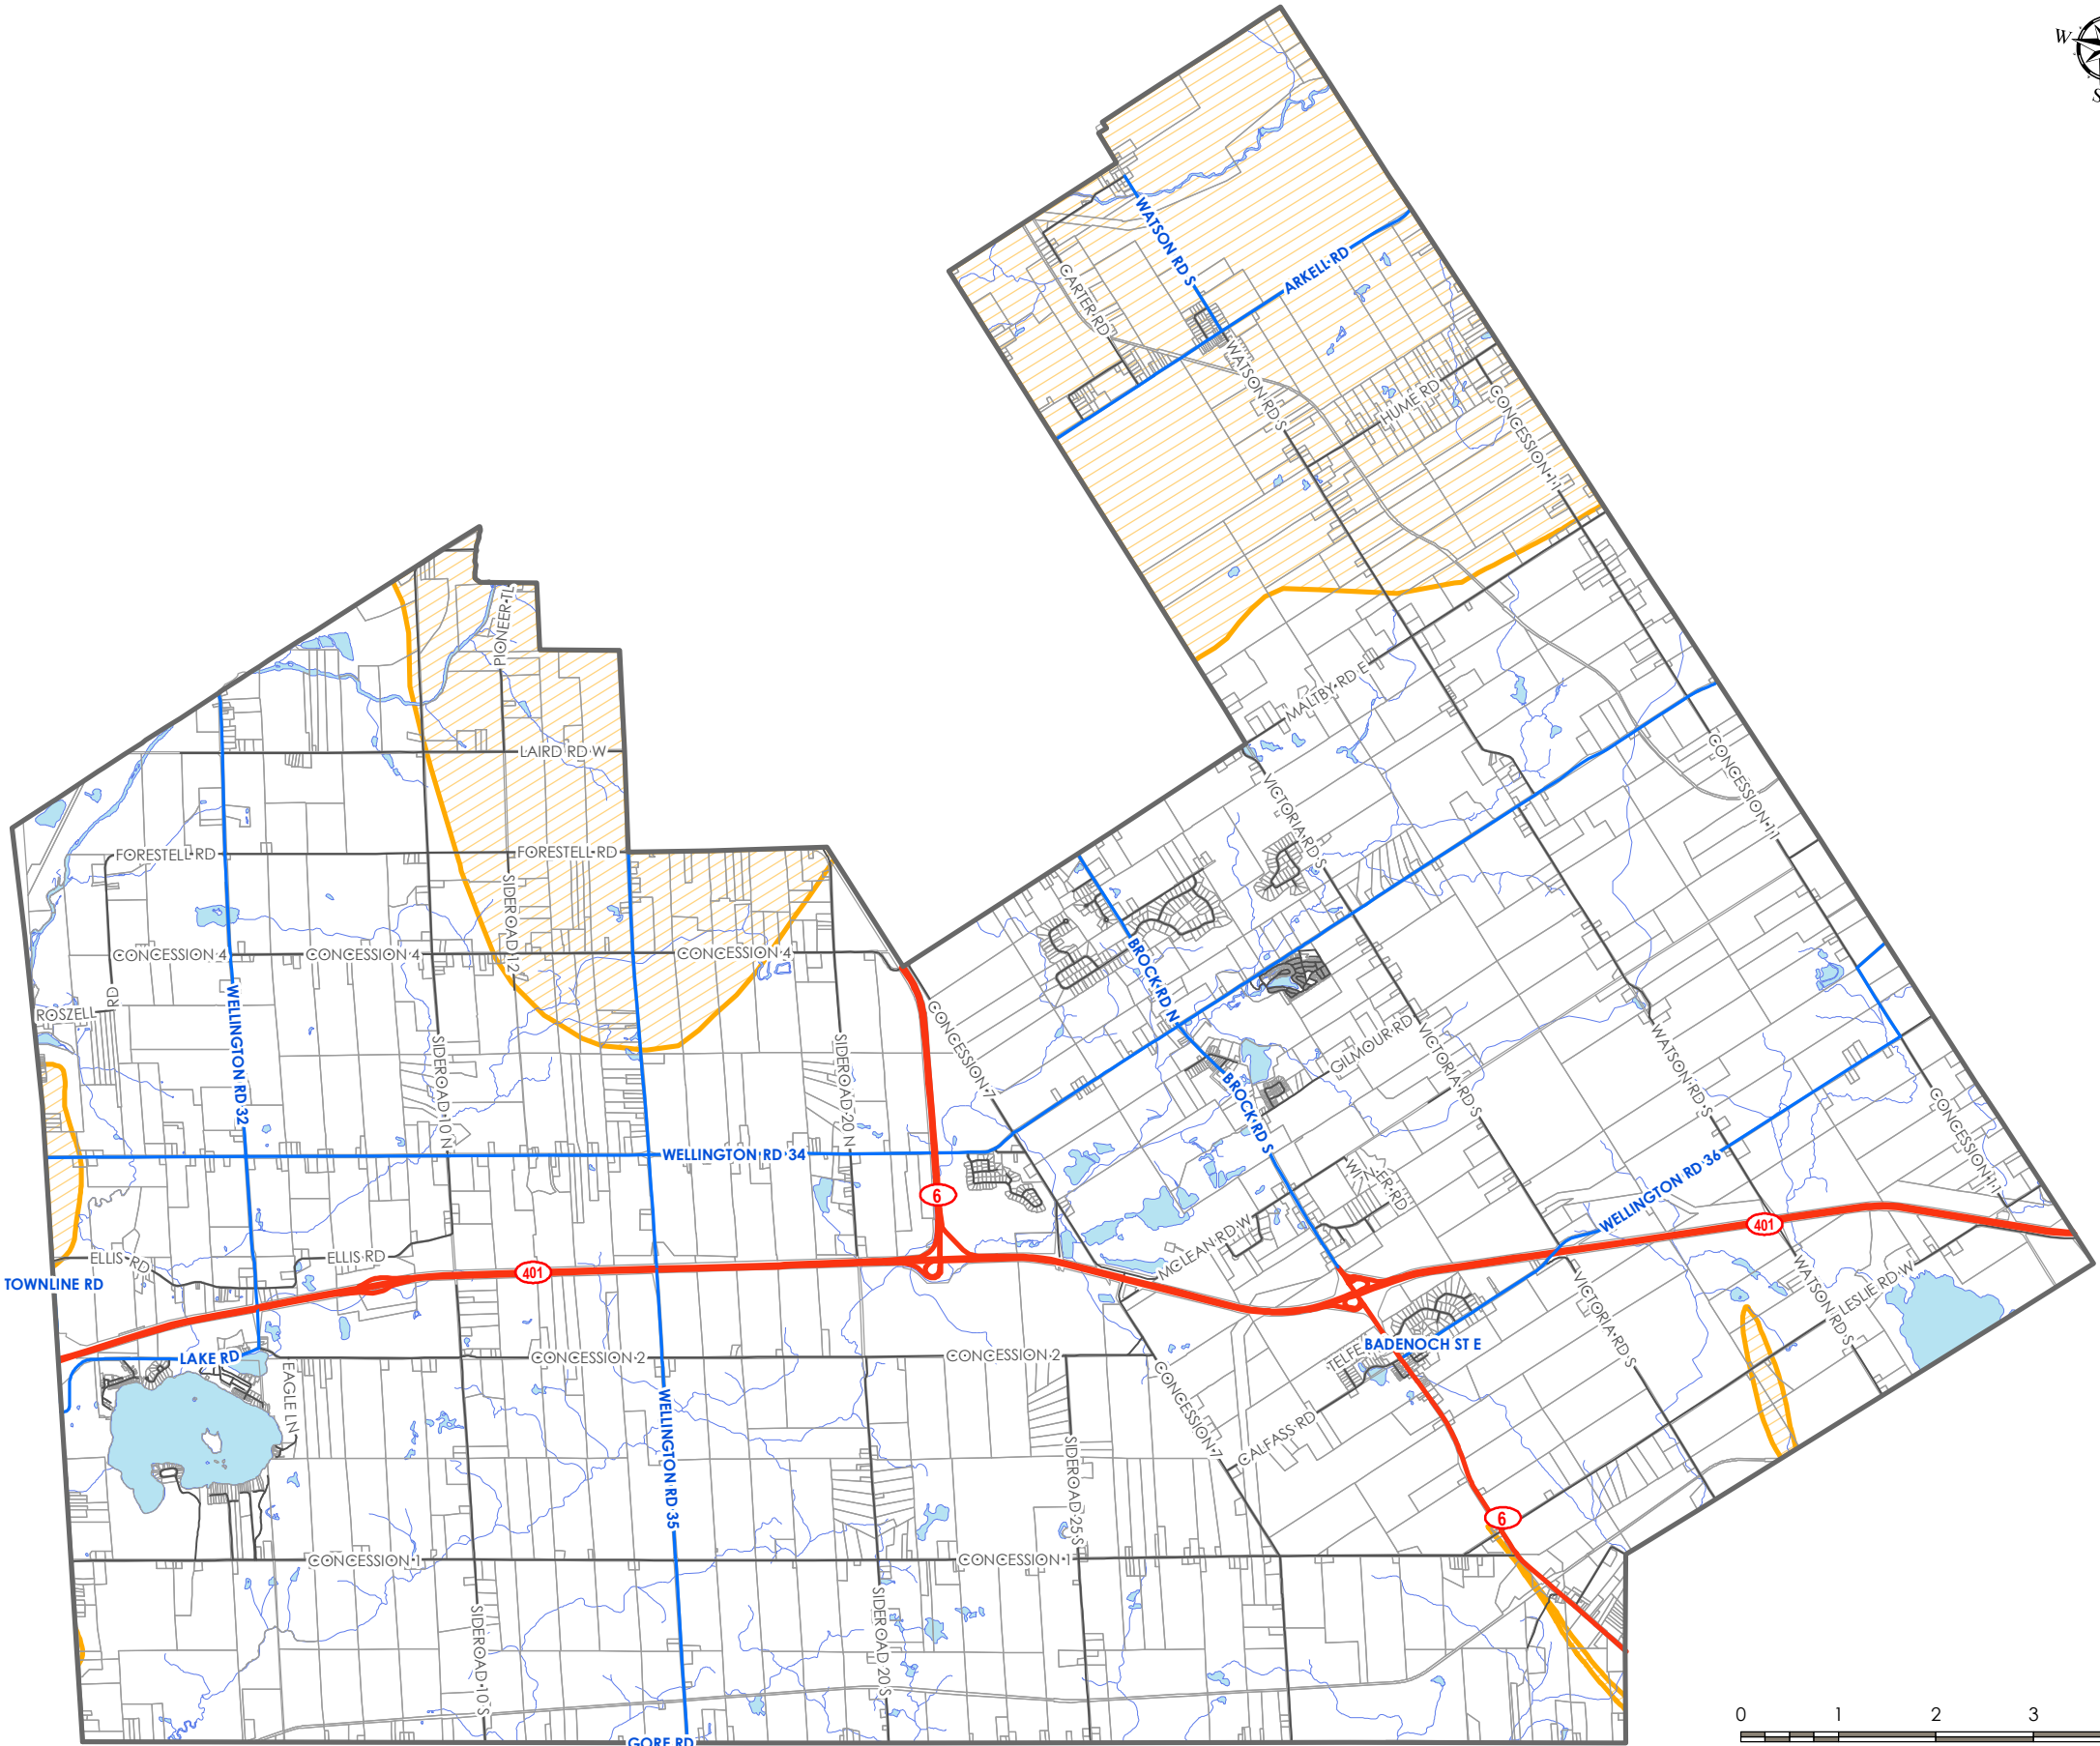 W
S
WATSON RD S
ARKELL RD
CARTER RD
WATSON RD S
HUME RD
CONCESSION 11
PIONEER TL
MALTBY RD E
LAIRD RD W
CONCESSION 11
VICTORIA RD S
FORESTELL RD
FORESTELL RD
SIDEROAD 12
CONCESSION 4
CONCESSION 4
CONCESSION 4
BROCK RD N
ROSZELL RD
WELLINGTON RD 32
SIDEROAD 10 N
SIDEROAD 20 N
CONCESSION 7
GILMOUR RD
VICTORIA RD S
WATSON RD S
BROCK RD S
CONCESSION 11
WELLINGTON RD 34
WELLINGTON RD 36
6
MCLEAN RD W
401
ELLIS RD
ELLIS RD
TOWNLINE RD
401
VICTORIA RD S
WATSON RD S
LESLIE RD W
BADENOCH ST E
LAKE RD
EAGLE LN
CONCESSION 2
CONCESSION 2
CONCESSION 7
CALFASS RD
WELLINGTON RD 35
SIDEROAD 25 S
6
CONCESSION 1
CONCESSION 1
SIDEROAD 10 S
SIDEROAD 20 S
GORE RD
0 1 2 3